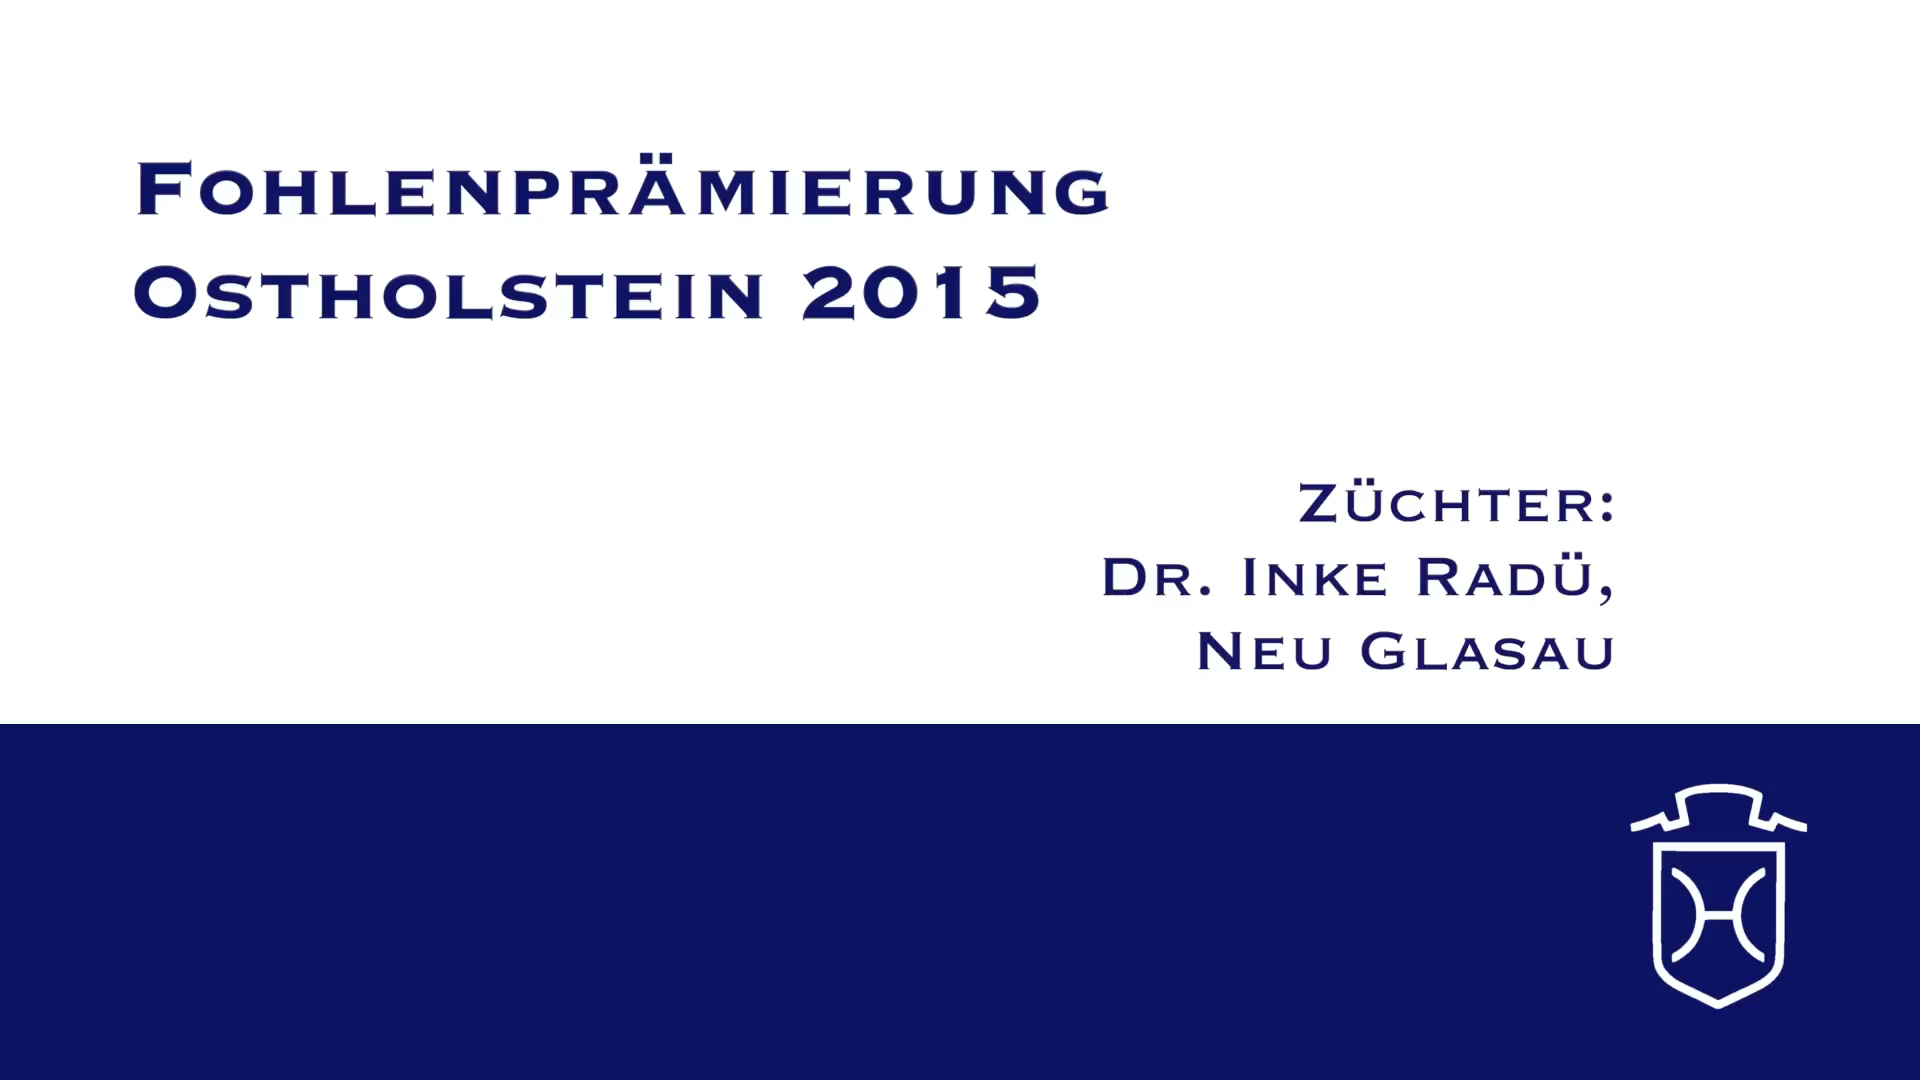 Fohlenprämierung
Ostholstein 2015
Züchter:
Dr. Inke Radü,
Neu Glasau